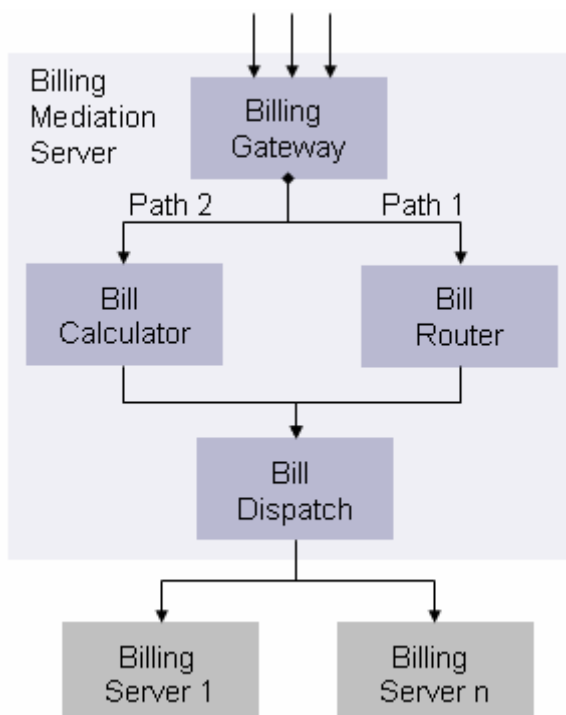 Billing
Mediation
Server
Billing
Gateway
Path 2
Path 1
Bill
Calculator
Bill
Router
Bill
Dispatch
Billing
Server 1
Billing
Server n